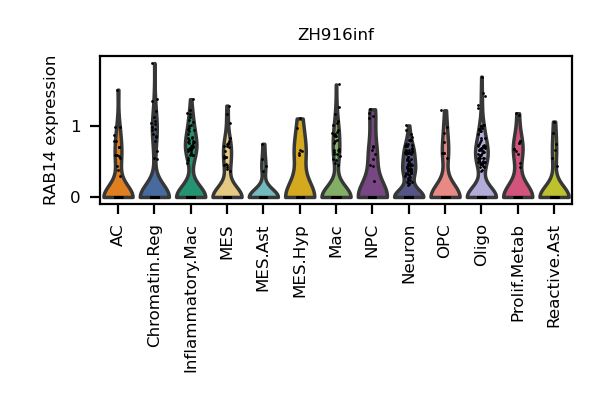 ZH916inf
RAB14 expression
1
0
AC
Chromatin.Reg
Inflammatory.Mac
MES
MES.Ast
MES.Hyp
Mac
NPC
Neuron
OPC
Oligo
Prolif.Metab
Reactive.Ast